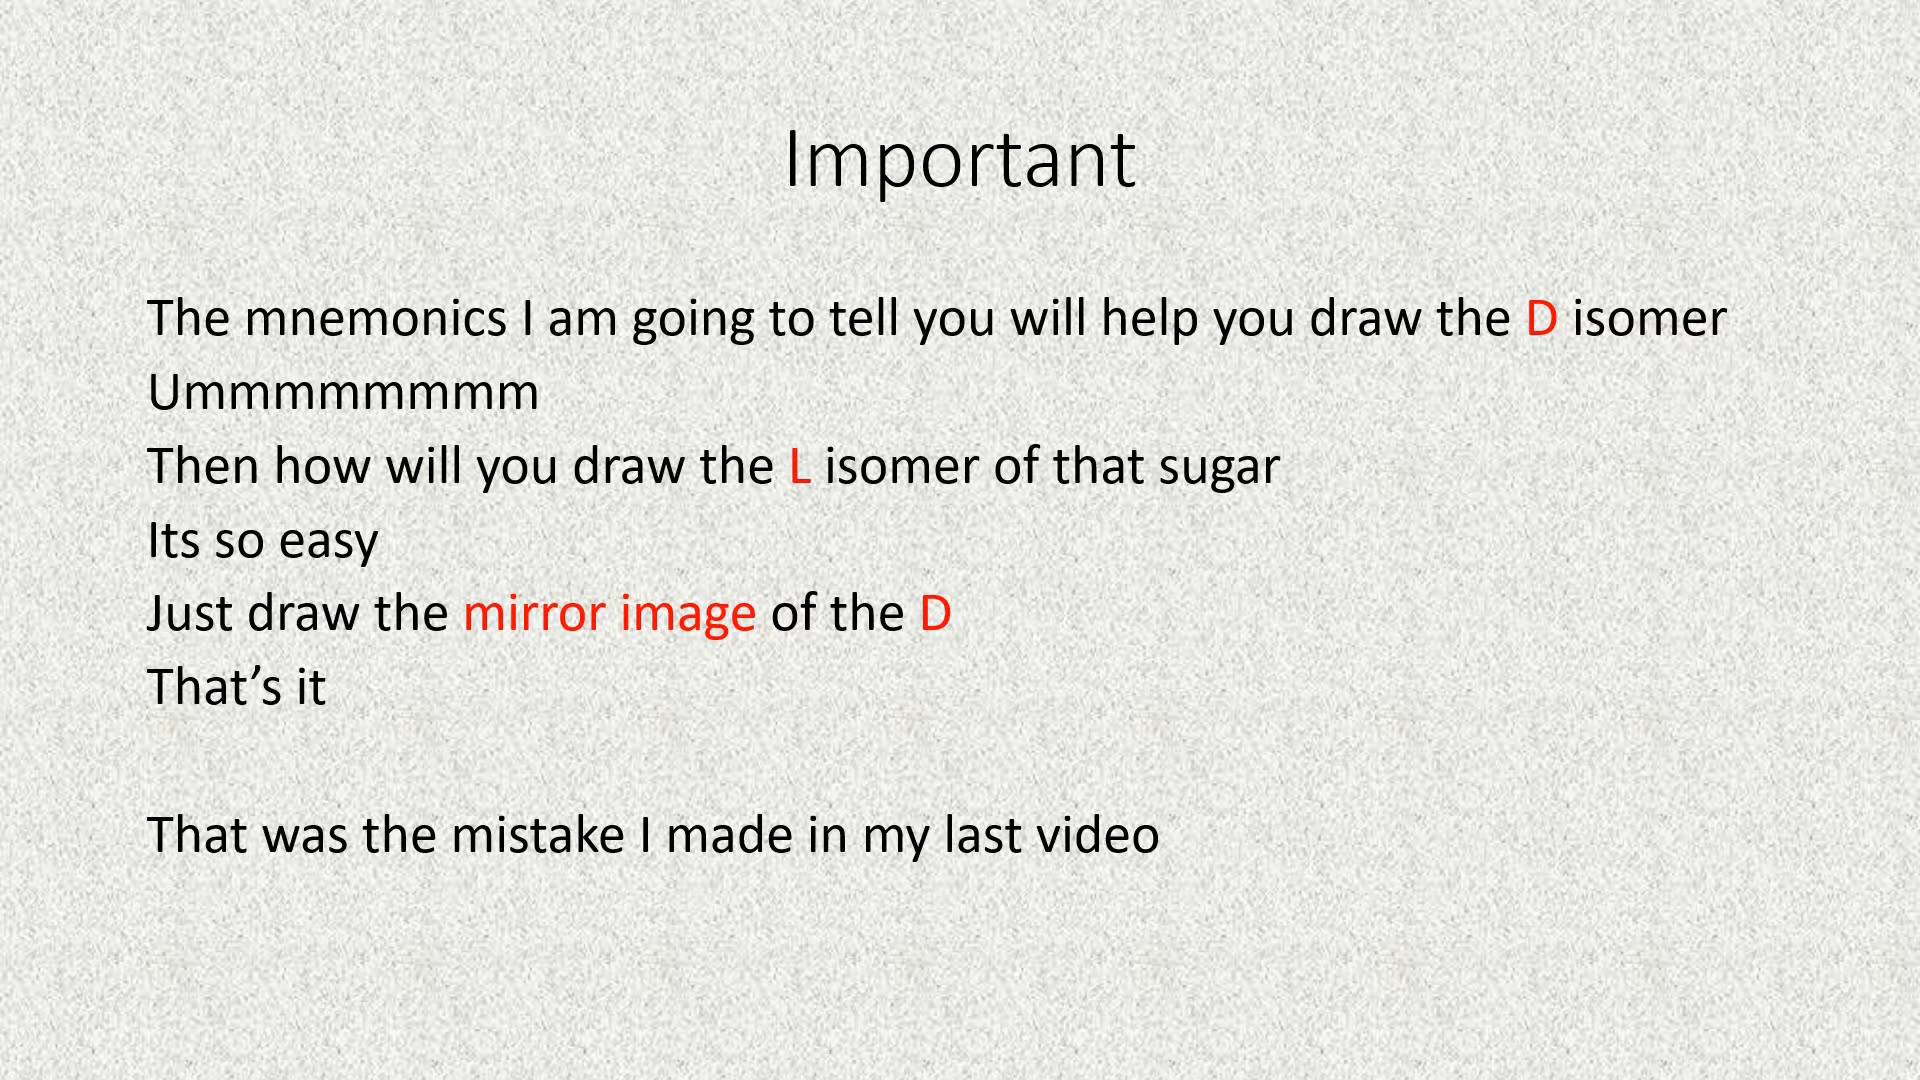 Important
The mnemonics I am going to tell you will help you draw the D isomer
Ummmmmmmm
Then how will you draw the L isomer of that sugar
Its so easy
Just draw the mirror image of the D
That’s it
That was the mistake I made in my last video